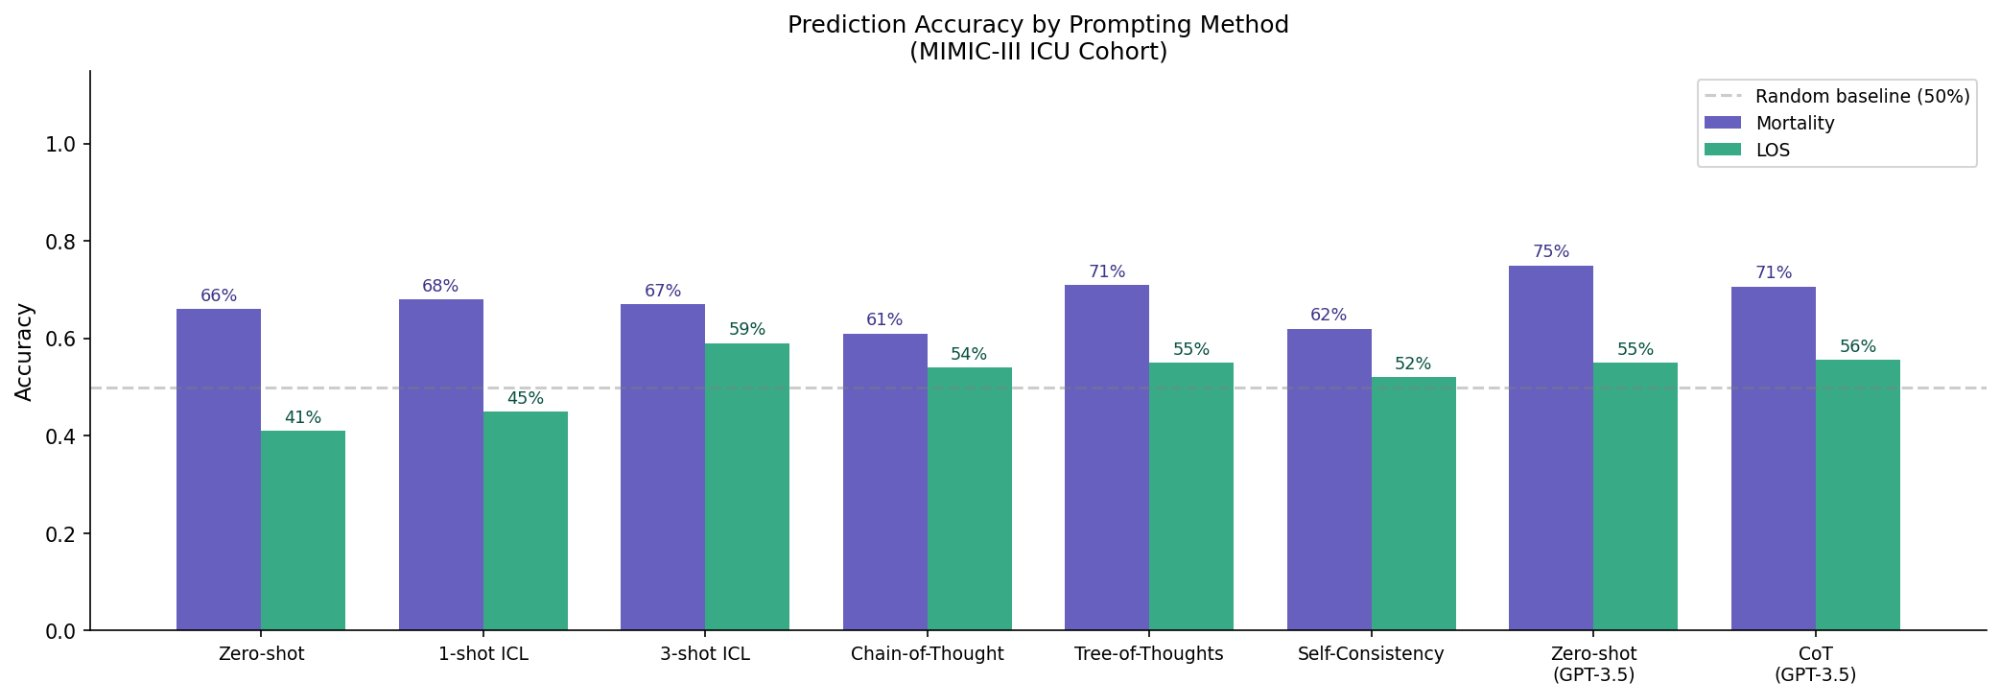 Prediction Accuracy by Prompting Method
(MIMIC-III ICU Cohort)
Random baseline (50%)
Mortality
LOS
Accuracy
1.0
0.8
0.6
0.4
0.2
0.0
66%
41%
68%
45%
67%
59%
61%
54%
71%
55%
62%
52%
75%
55%
71%
56%
Zero-shot
1-shot ICL
3-shot ICL
Chain-of-Thought
Tree-of-Thoughts
Self-Consistency
Zero-shot
(GPT-3.5)
CoT
(GPT-3.5)